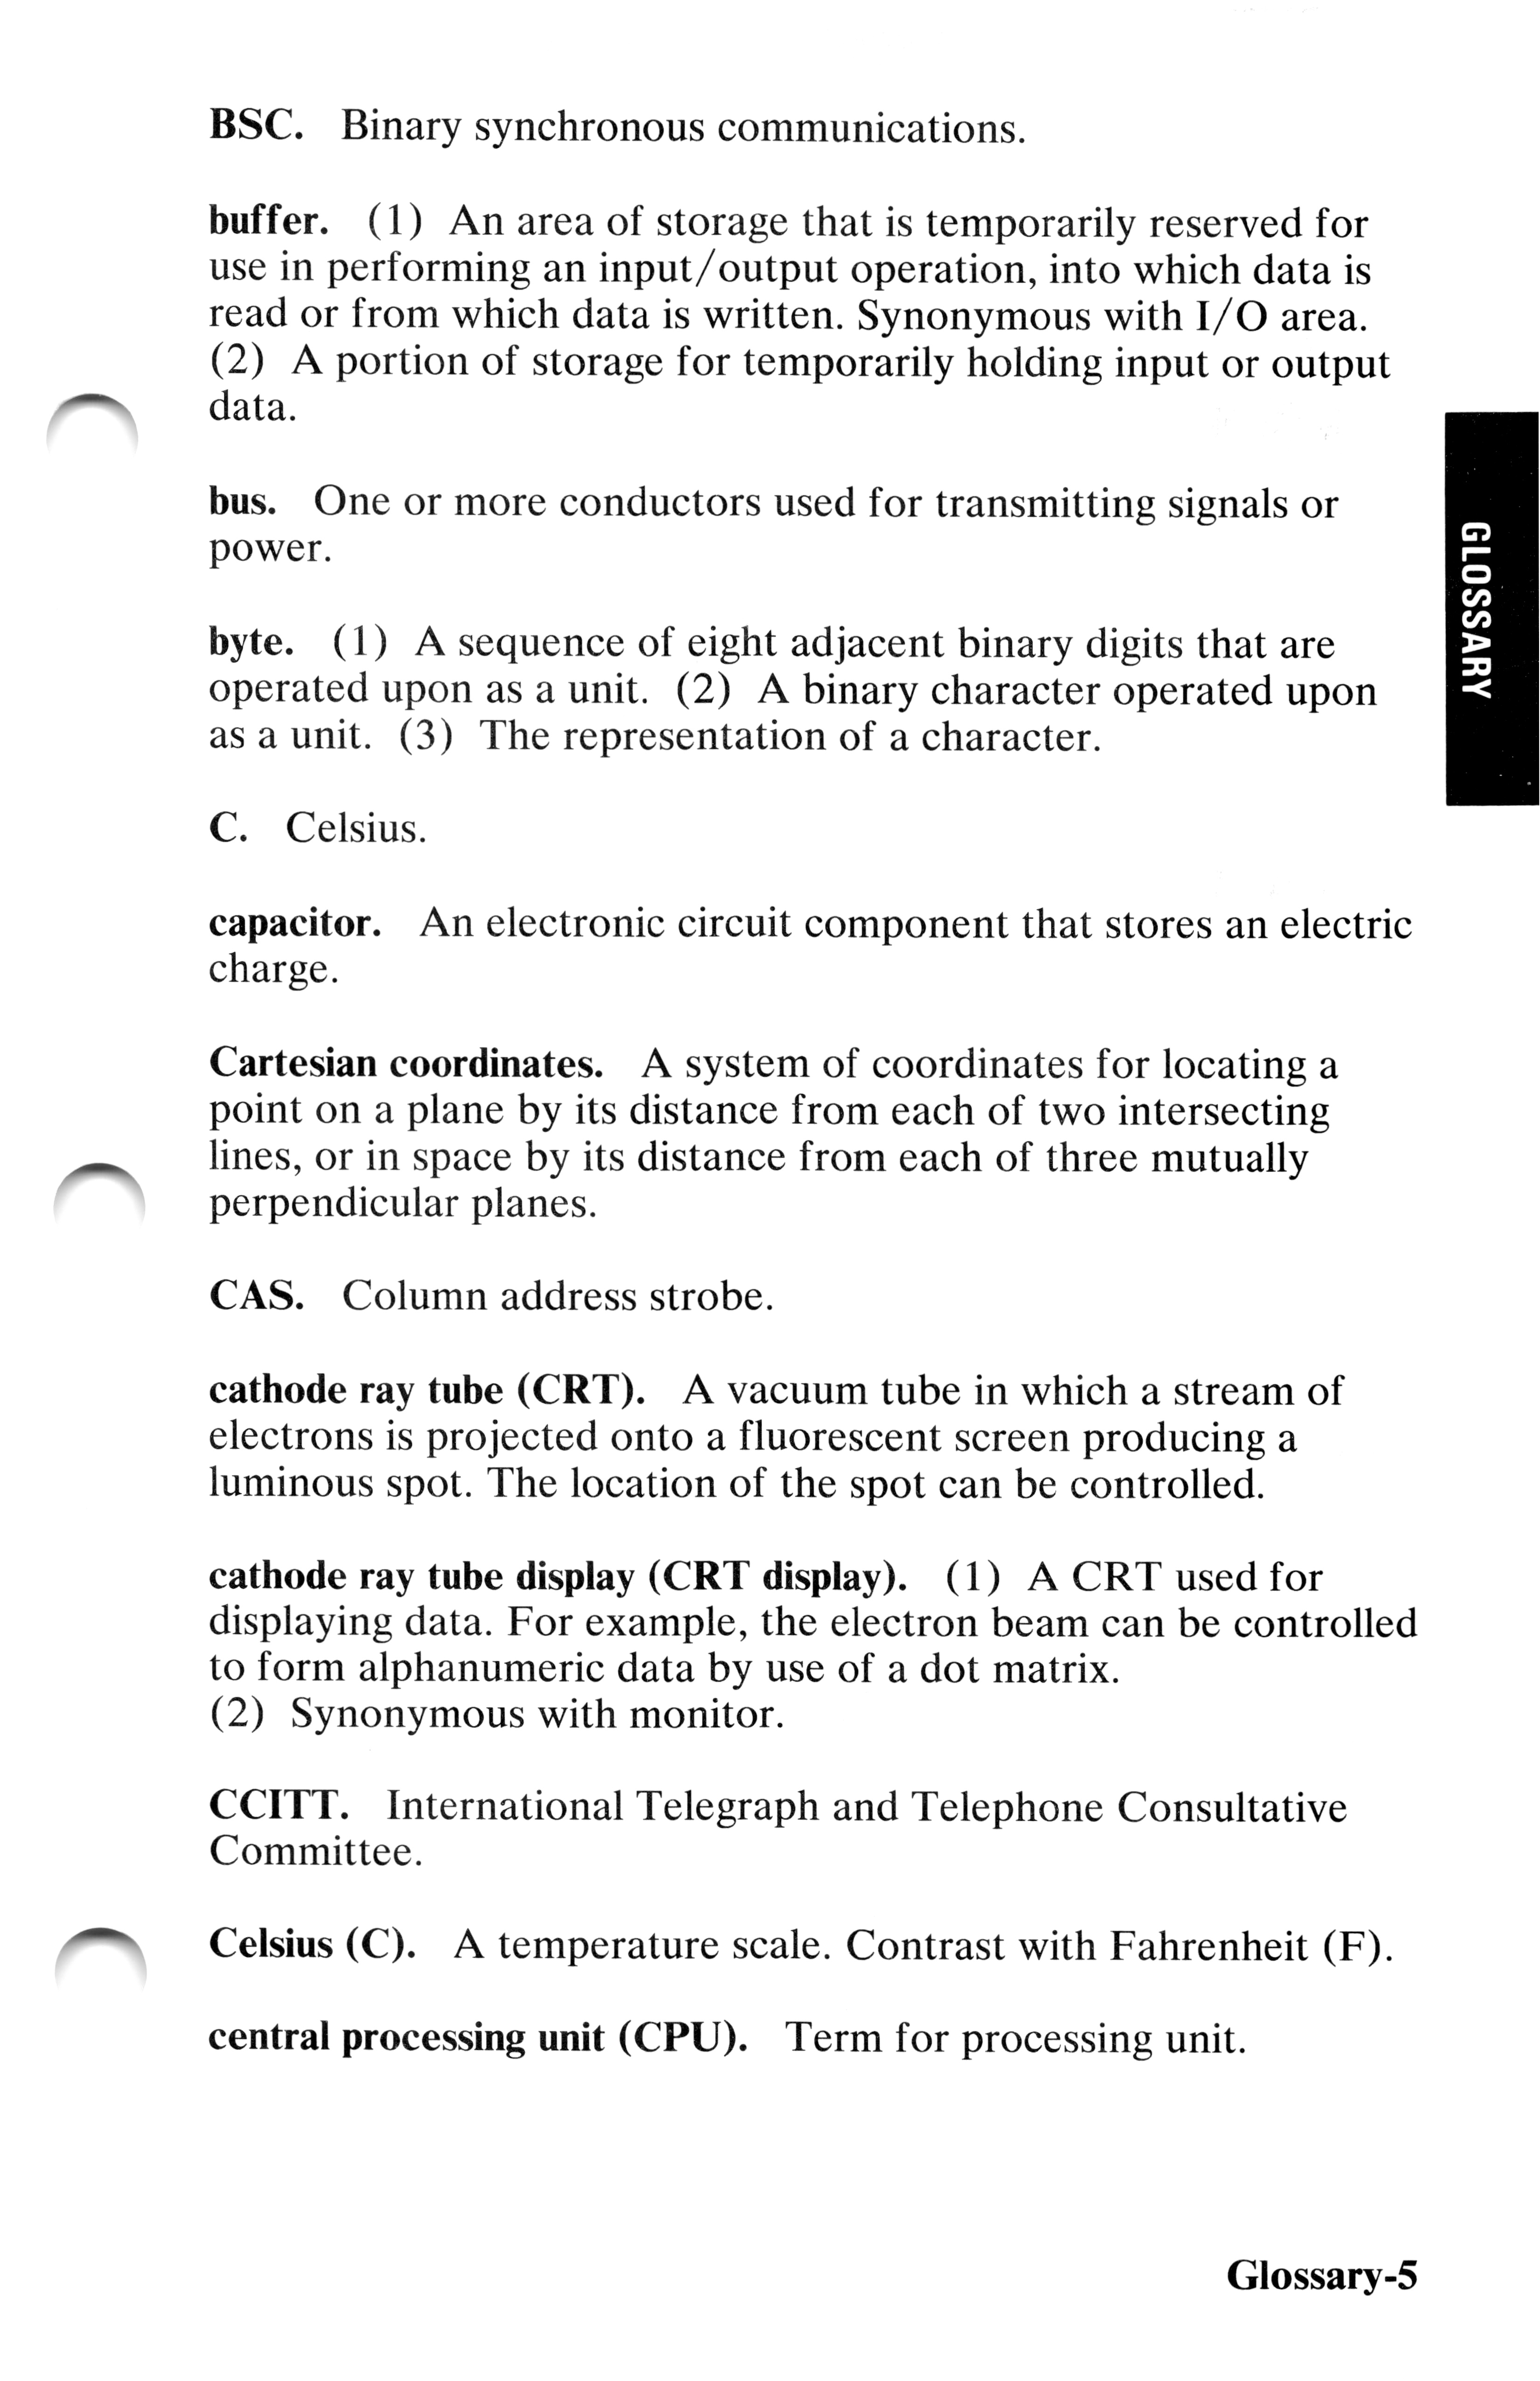 BSC. Binary synchronous communications.
buffer. (1) An area of storage that is temporarily reserved for
use in performing an input/output operation, into which data is
read or from which data is written. Synonymous with I/O area.
(2) A portion of storage for temporarily holding input or output
data.
bus. One or more conductors used for transmitting signals or
power.
byte. (1) A sequence of eight adjacent binary digits that are
operated upon as a unit. (2) A binary character operated upon
as a unit. (3) The representation of a character.
C. Celsius.
capacitor. An electronic circuit component that stores an electric
charge.
Cartesian coordinates. A system of coordinates for locating a
point on a plane by its distance from each of two intersecting
lines, or in space by its distance from each of three mutually
perpendicular planes.
CAS. Column address strobe.
cathode ray tube (CRT). A vacuum tube in which a stream of
electrons is projected onto a fluorescent screen producing a
luminous spot. The location of the spot can be controlled.
cathode ray tube display (CRT display). (1) A CRT used for
displaying data. For example, the electron beam can be controlled
to form alphanumeric data by use of a dot matrix.
(2) Synonymous with monitor.
CCITT. International Telegraph and Telephone Consultative
Committee.
Celsius (C). A temperature scale. Contrast with Fahrenheit (F).
central processing unit (CPU). Term for processing unit.
GLOSSARY
Glossary-5